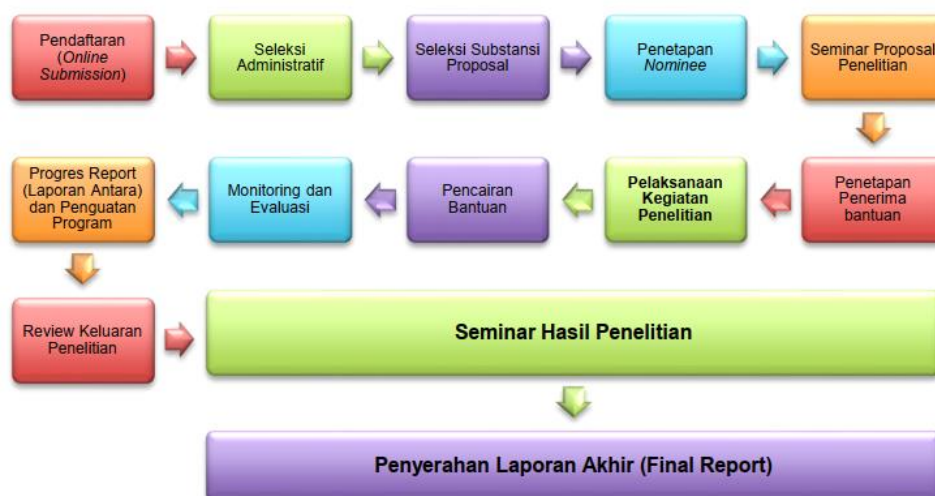 Pendaftaran
(Online
Submission)
Seleksi
Administratif
Seleksi Substansi
Proposal
Penetapan
Nominee
Seminar Proposal
Penelitian
Penetapan
Penerima
bantuan
Pelaksanaan
Kegiatan
Penelitian
Pencairan
Bantuan
Monitoring dan
Evaluasi
Progres Report
(Laporan Antara)
dan Penguatan
Program
Review Keluaran
Penelitian
Seminar Hasil Penelitian
Penyerahan Laporan Akhir (Final Report)